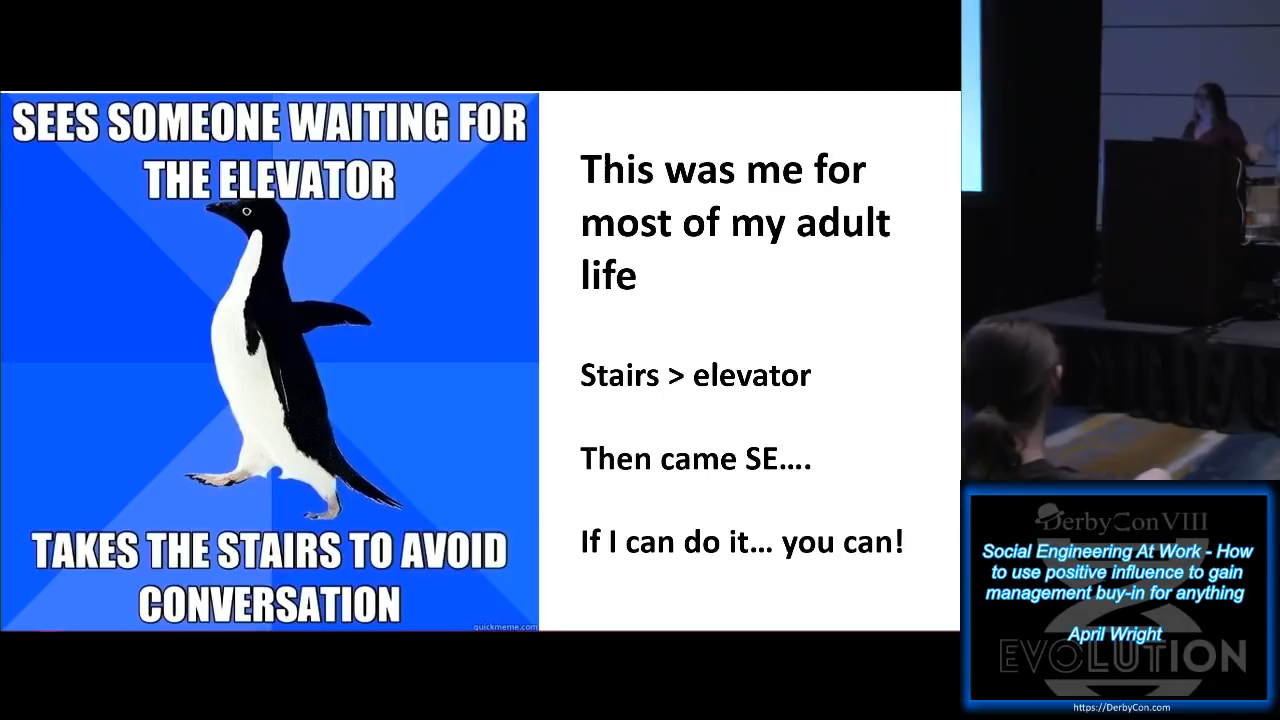 SEES SOMEONE WAITING FOR
THE ELEVATOR
TAKES THE STAIRS TO AVOID
CONVERSATION
quickmeme.com
This was me for
most of my adult
life
Stairs > elevator
Then came SE....
If I can do it... you can!
DerbyCon VIII
Social Engineering At Work - How
to use positive influence to gain
management buy-in for anything
April Wright
EVOLUTION
https://DerbyCon.com